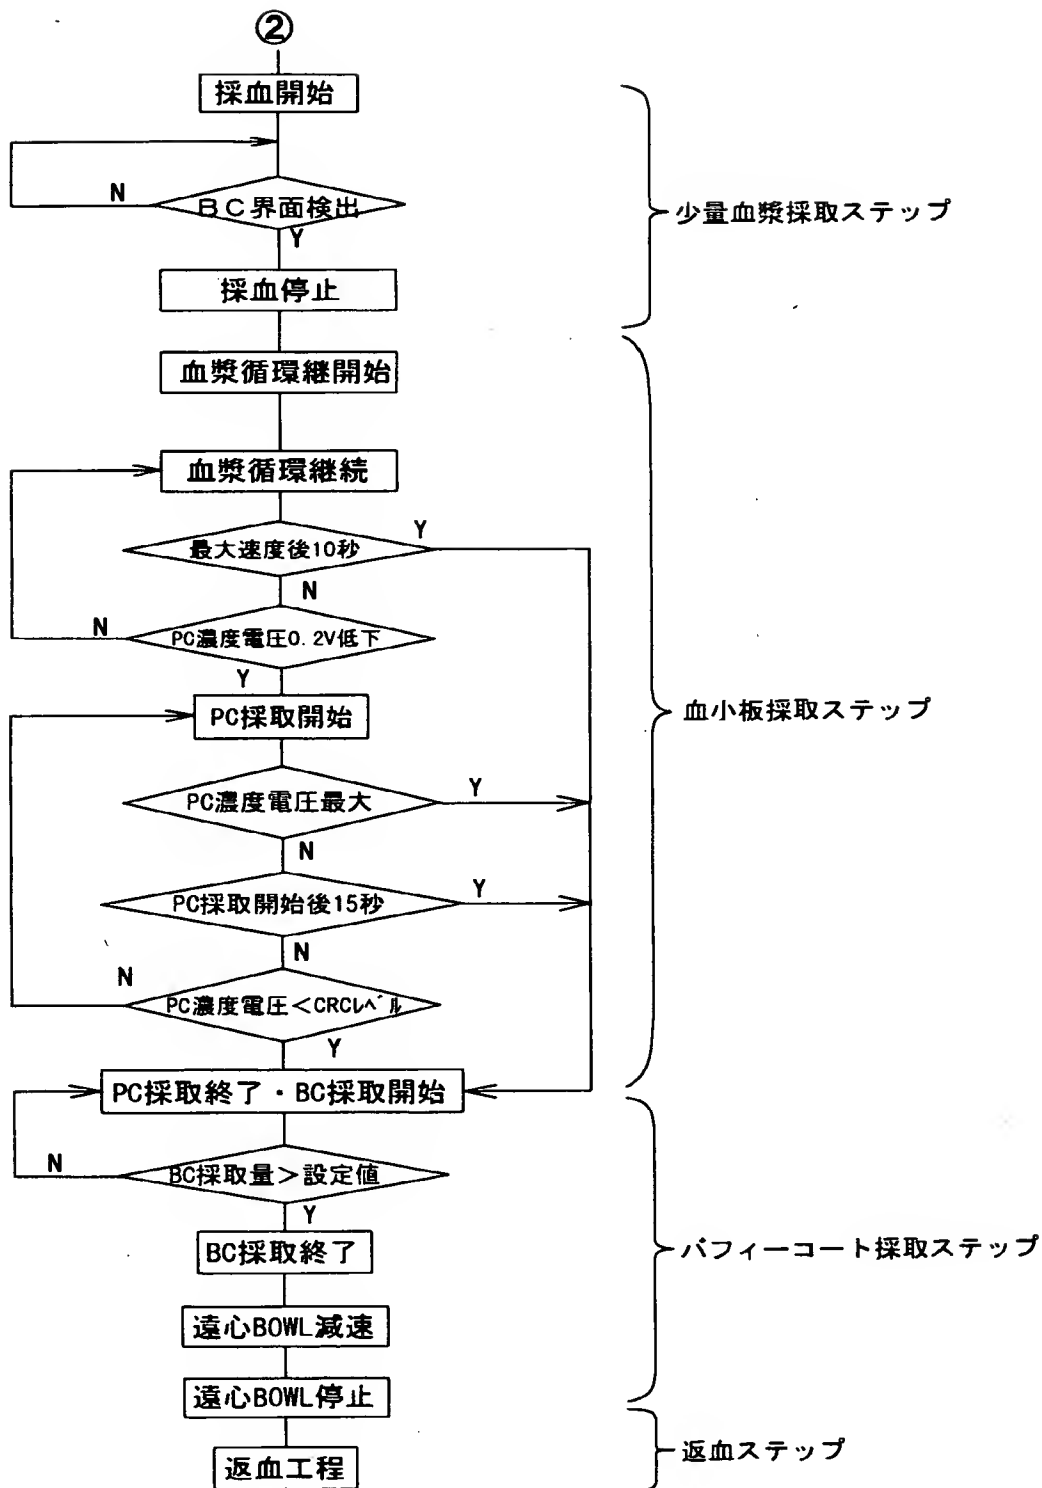 ②
採血開始
N
BC界面検出
Y
少量血漿採取ステップ
採血停止
血漿循環継開始
血漿循環継続
最大速度後10秒
Y
N
PC濃度電圧0.2V低下
N
Y
PC採取開始
血小板採取ステップ
PC濃度電圧最大
Y
N
PC採取開始後15秒
Y
N
PC濃度電圧<CRCレベル
N
Y
PC採取終了・BC採取開始
BC採取量>設定値
N
Y
BC採取終了
バフィーコート採取ステップ
遠心BOWL減速
遠心BOWL停止
返血工程
返血ステップ